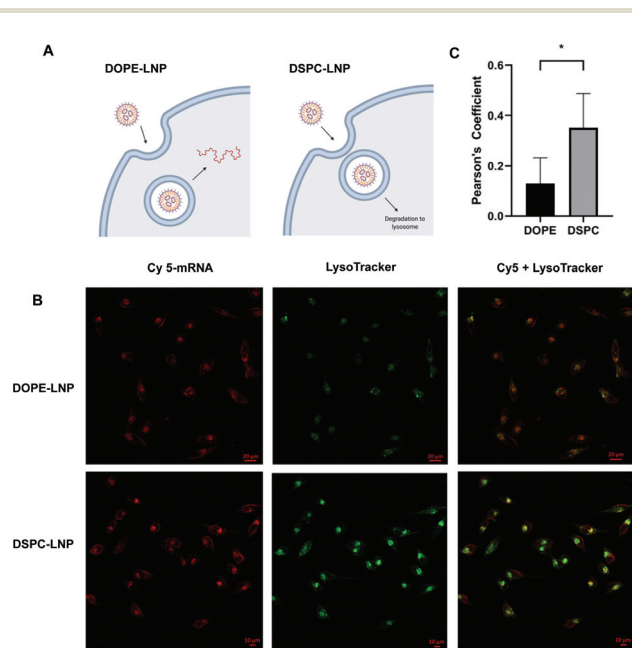 A
DOPE-LNP
DSPC-LNP
Degradation to
lysosome
C
Pearson's Coefficient
0.6
0.4
0.2
0.0
*
DOPE DSPC
B
Cy 5-mRNA
LysoTracker
Cy5 + LysoTracker
DOPE-LNP
20 µm
20 µm
20 µm
DSPC-LNP
10 µm
10 µm
10 µm